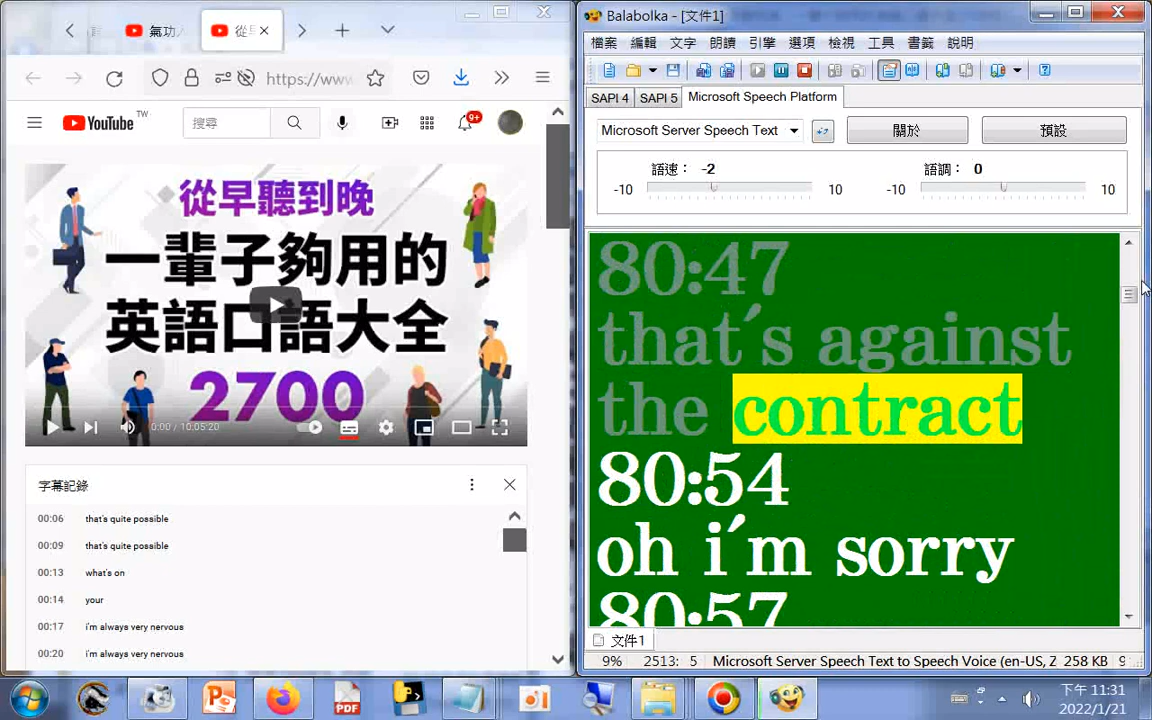 氣功
從
https://www
YouTube TW
搜尋
9+
從早聽到晚
一輩子夠用的
英語口語大全
2700
0:00 / 10:05:20
字幕記錄
00:06 that's quite possible
00:09 that's quite possible
00:13 what's on
00:14 your
00:17 i'm always very nervous
00:20 i'm always very nervous
Balabolka - [文件1]
檔案 編輯 文字 朗讀 引擎 選項 檢視 工具 書籤 說明
SAPI 4 SAPI 5 Microsoft Speech Platform
Microsoft Server Speech Text 關於 預設
語速： -2 語調： 0
-10 10 -10 10
80:47
that's against
the contract
80:54
oh i'm sorry
80:57
文件1
9% 2513: 5 Microsoft Server Speech Text to Speech Voice (en-US, Z 258 KB 9
PDF
下午 11:31
2022/1/21